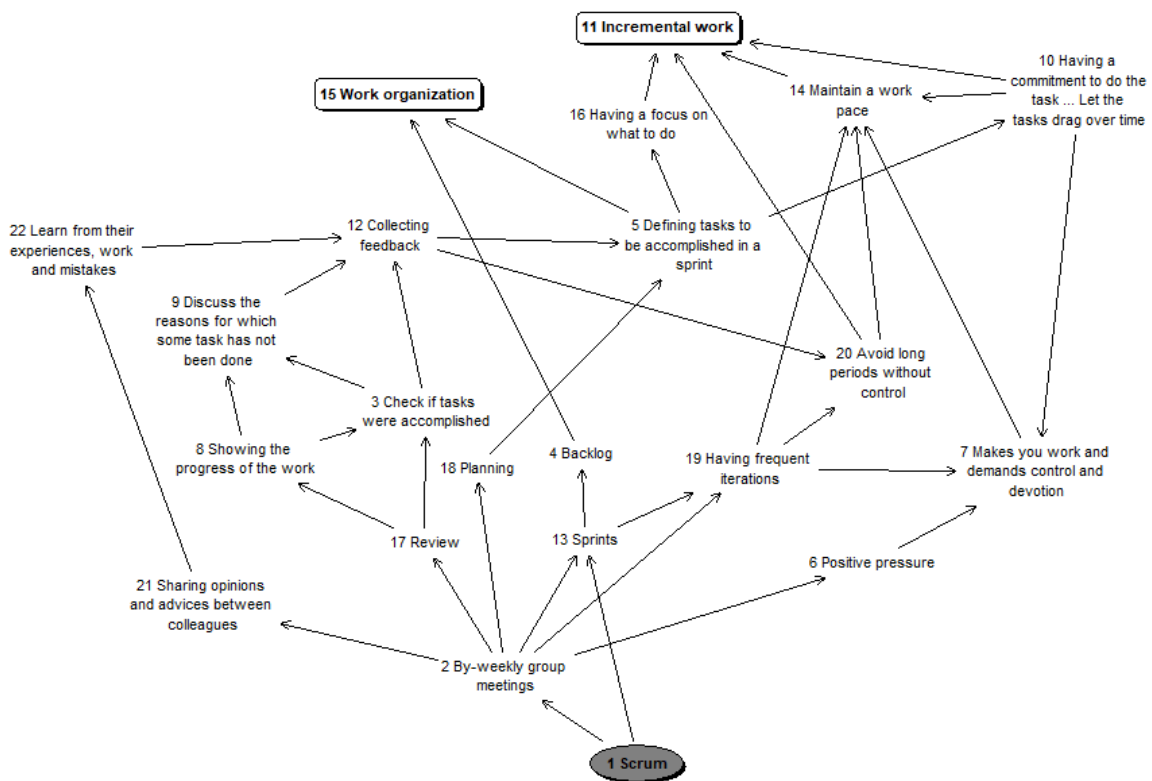 11 Incremental work
10 Having a
commitment to do the
task ... Let the
tasks drag over time
15 Work organization
14 Maintain a work
pace
16 Having a focus on
what to do
22 Learn from their
experiences, work
and mistakes
12 Collecting
feedback
5 Defining tasks to
be accomplished in a
sprint
9 Discuss the
reasons for which
some task has not
been done
20 Avoid long
periods without
control
3 Check if tasks
were accomplished
8 Showing the
progress of the work
18 Planning
4 Backlog
19 Having frequent
iterations
7 Makes you work and
demands control and
devotion
17 Review
13 Sprints
6 Positive pressure
21 Sharing opinions
and advices between
colleagues
2 By-weekly group
meetings
1 Scrum